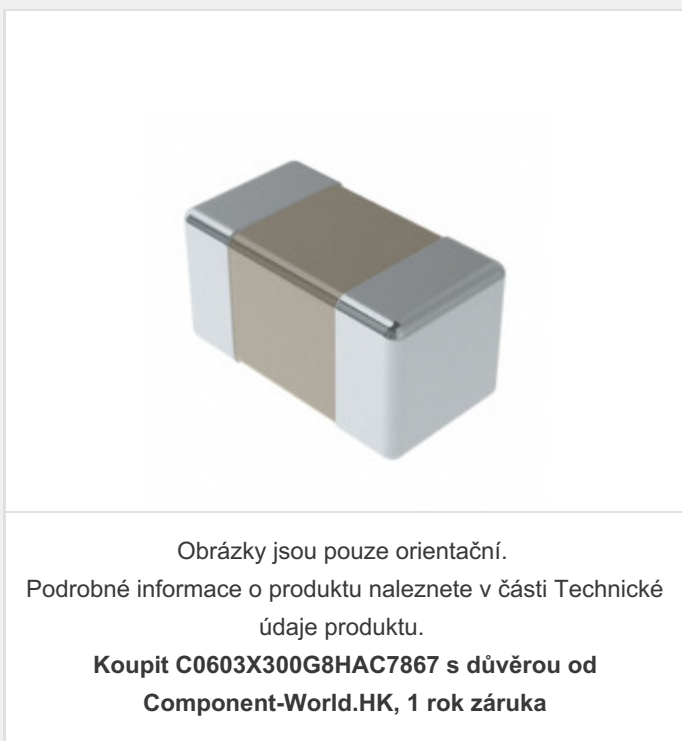 Obrázky jsou pouze orientační.
Podrobné informace o produktu naleznete v části Technické
údaje produktu.
Koupit C0603X300G8HAC7867 s důvěrou od
Component-World.HK, 1 rok záruka